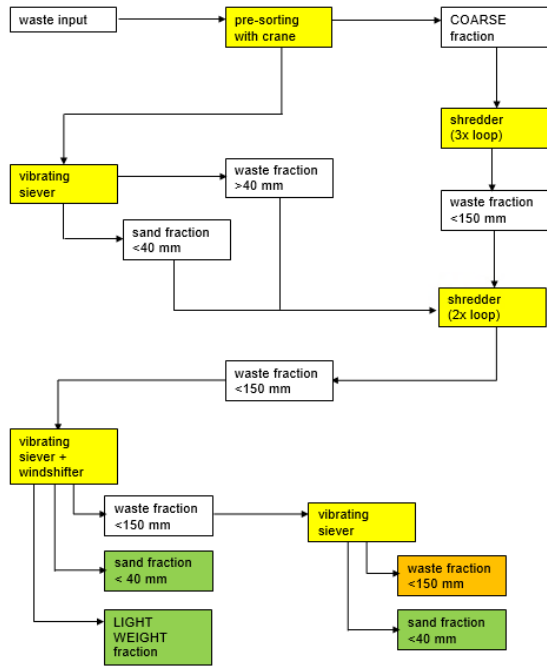 waste input
pre-sorting
with crane
COARSE
fraction
shredder
(3x loop)
vibrating
siever
waste fraction
>40 mm
waste fraction
<150 mm
sand fraction
<40 mm
shredder
(2x loop)
waste fraction
<150 mm
vibrating
siever +
windshifter
waste fraction
<150 mm
vibrating
siever
sand fraction
< 40 mm
waste fraction
<150 mm
LIGHT
WEIGHT
fraction
sand fraction
<40 mm